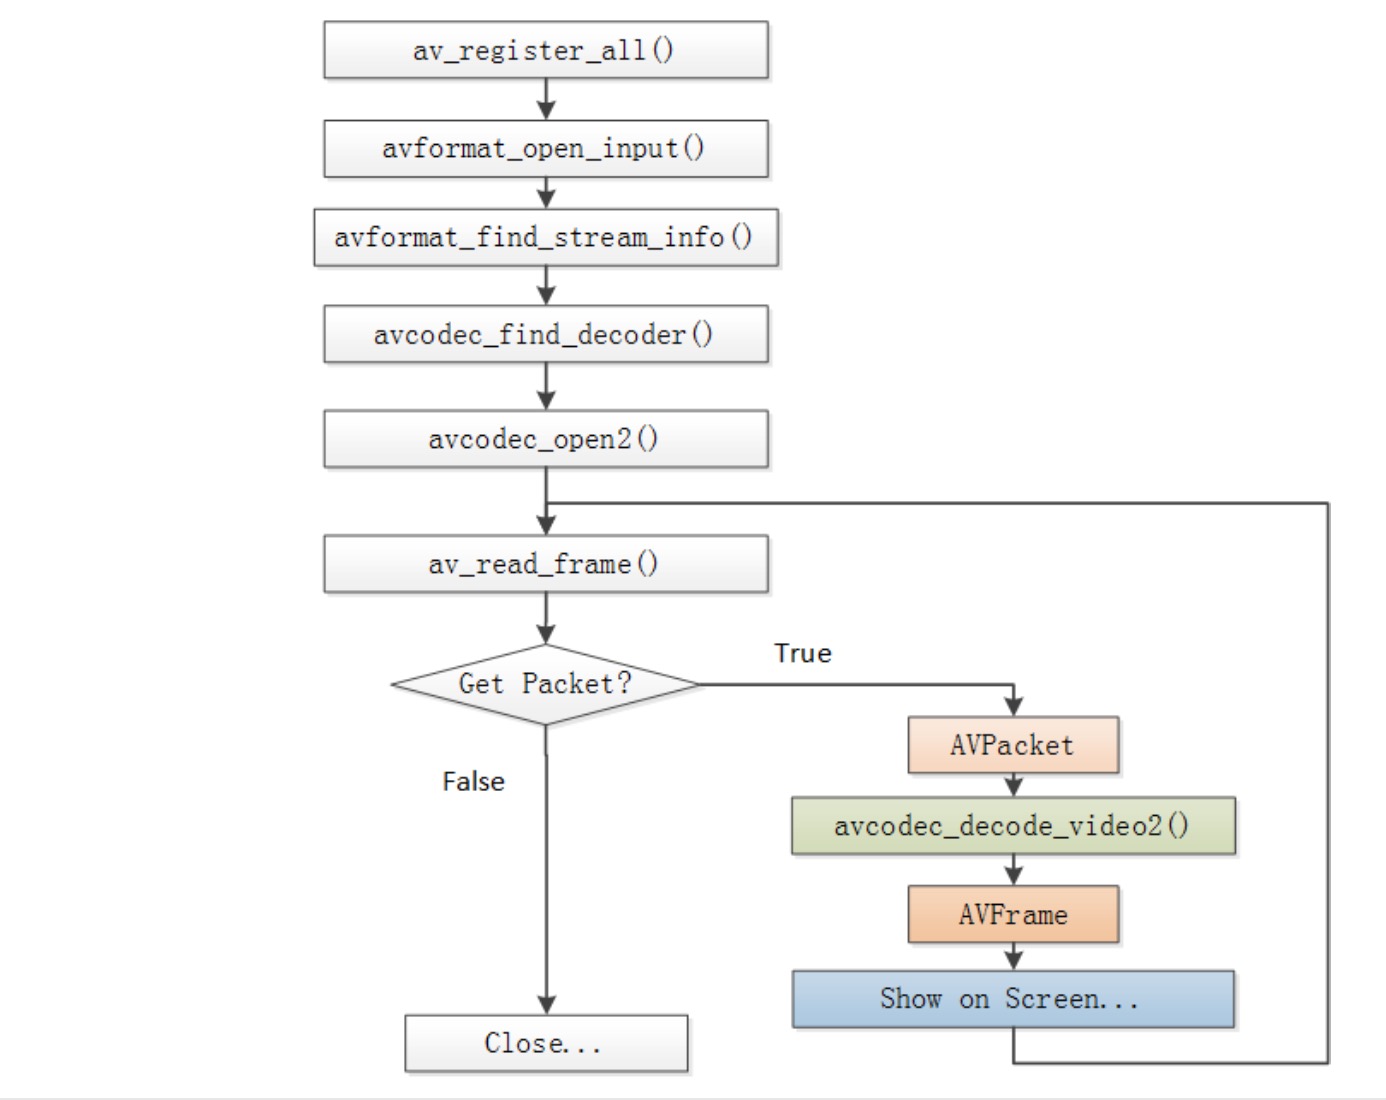 av_register_all()
avformat_open_input()
avformat_find_stream_info()
avcodec_find_decoder()
avcodec_open2()
av_read_frame()
Get Packet?
True
False
AVPacket
avcodec_decode_video2()
AVFrame
Show on Screen...
Close...